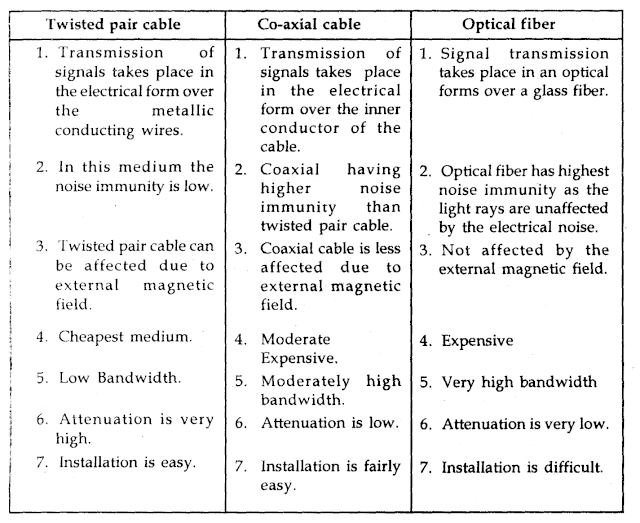 Twisted pair cable
1. Transmission of
signals takes place in
the electrical form over
the metallic
conducting wires.
2. In this medium the
noise immunity is low.
3. Twisted pair cable can
be affected due to
external magnetic
field.
4. Cheapest medium.
5. Low Bandwidth.
6. Attenuation is very
high.
7. Installation is easy.
Co-axial cable
1. Transmission of
signals takes place
in the electrical
form over the inner
conductor of the
cable.
2. Coaxial having
higher noise
immunity than
twisted pair cable.
3. Coaxial cable is less
affected due to
external magnetic
field.
4. Moderate
Expensive.
5. Moderately high
bandwidth.
6. Attenuation is low.
7. Installation is fairly
easy.
Optical fiber
1. Signal transmission
takes place in an optical
forms over a glass fiber.
2. Optical fiber has highest
noise immunity as the
light rays are unaffected
by the electrical noise.
3. Not affected by the
external magnetic field.
4. Expensive
5. Very high bandwidth
6. Attenuation is very low.
7. Installation is difficult.